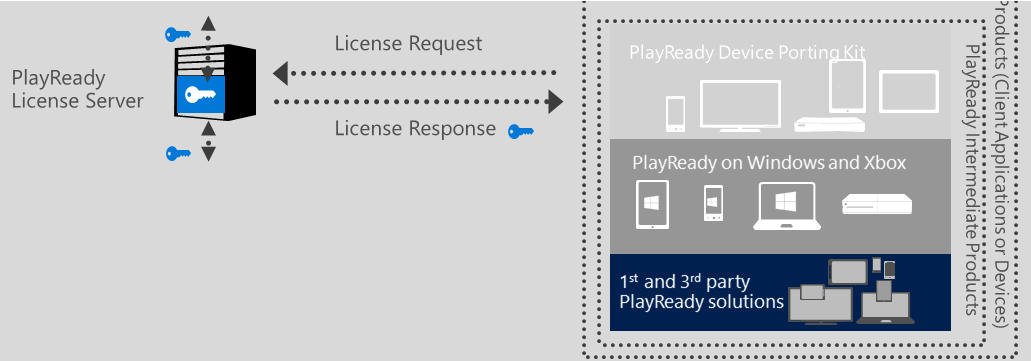 PlayReady
License Server
License Request
License Response
PlayReady Device Porting Kit
PlayReady on Windows and Xbox
1st and 3rd party
PlayReady solutions
PlayReady Intermediate Products
Products (Client Applications or Devices)